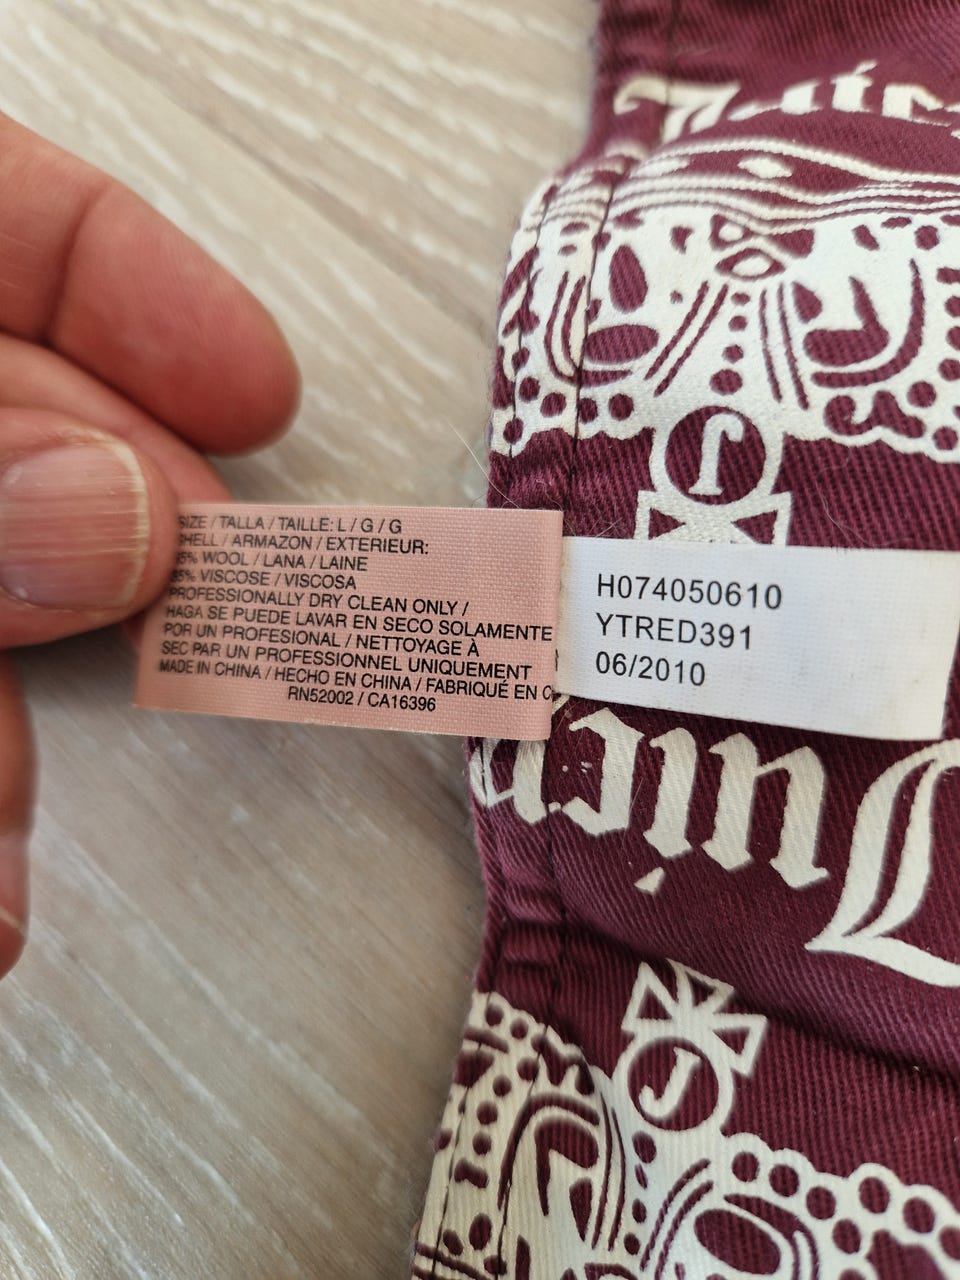 SIZE / TALLA / TAILLE: L / G / G
SHELL / ARMAZON / EXTERIEUR:
5% WOOL / LANA / LAINE
5% VISCOSE / VISCOSA
PROFESSIONALLY DRY CLEAN ONLY /
HAGA SE PUEDE LAVAR EN SECO SOLAMENTE
POR UN PROFESIONAL / NETTOYAGE À
SEC PAR UN PROFESSIONNEL UNIQUEMENT
MADE IN CHINA / HECHO EN CHINA / FABRIQUÉ EN C
RN52002 / CA16396
H074050610
YTRED391
06/2010
J
J